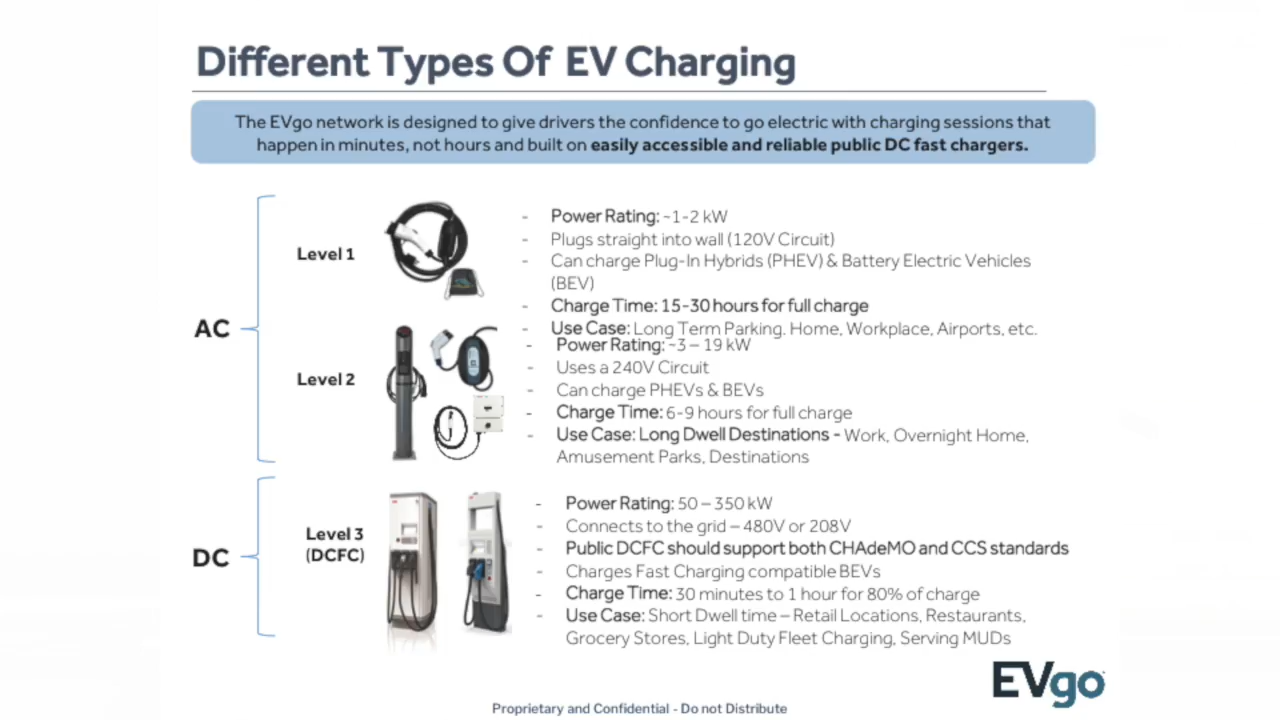 Different Types Of EV Charging
The EVgo network is designed to give drivers the confidence to go electric with charging sessions that
happen in minutes, not hours and built on easily accessible and reliable public DC fast chargers.
AC
Level 1
- Power Rating: ~1-2 kW
- Plugs straight into wall (120V Circuit)
- Can charge Plug-In Hybrids (PHEV) & Battery Electric Vehicles
(BEV)
- Charge Time: 15-30 hours for full charge
- Use Case: Long Term Parking. Home, Workplace, Airports, etc.
Level 2
- Power Rating: ~3 – 19 kW
- Uses a 240V Circuit
- Can charge PHEVs & BEVs
- Charge Time: 6-9 hours for full charge
- Use Case: Long Dwell Destinations - Work, Overnight Home,
Amusement Parks, Destinations
DC
Level 3
(DCFC)
- Power Rating: 50 – 350 kW
- Connects to the grid – 480V or 208V
- Public DCFC should support both CHAdeMO and CCS standards
- Charges Fast Charging compatible BEVs
- Charge Time: 30 minutes to 1 hour for 80% of charge
- Use Case: Short Dwell time – Retail Locations, Restaurants,
Grocery Stores, Light Duty Fleet Charging, Serving MUDs
EVgo
Proprietary and Confidential - Do not Distribute